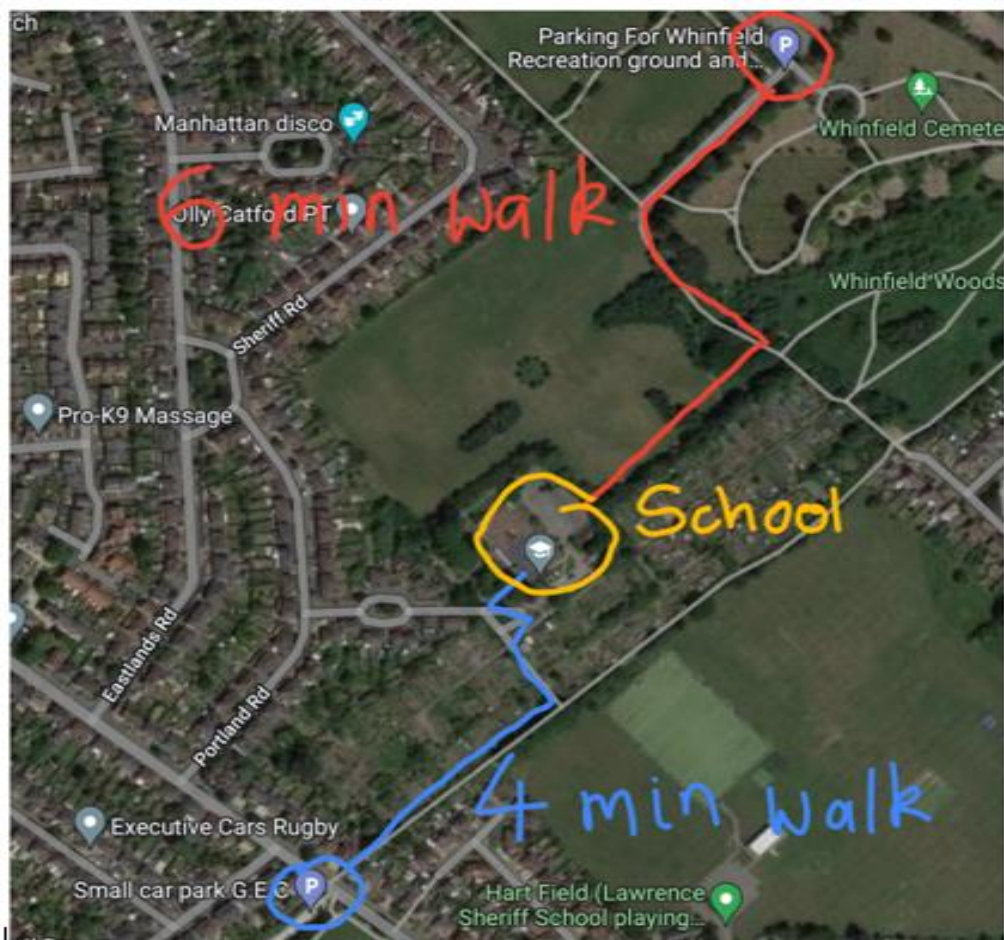 ch
Parking For Whinfield
Recreation ground and...
Manhattan disco
Whinfield Cemete
6 min walk
Olly Catford PT
Whinfield Woods
Sheriff Rd
Pro-K9 Massage
School
Eastlands Rd
Portland Rd
4 min walk
Executive Cars Rugby
Small car park G.E.C
Hart Field (Lawrence
Sheriff School playing...